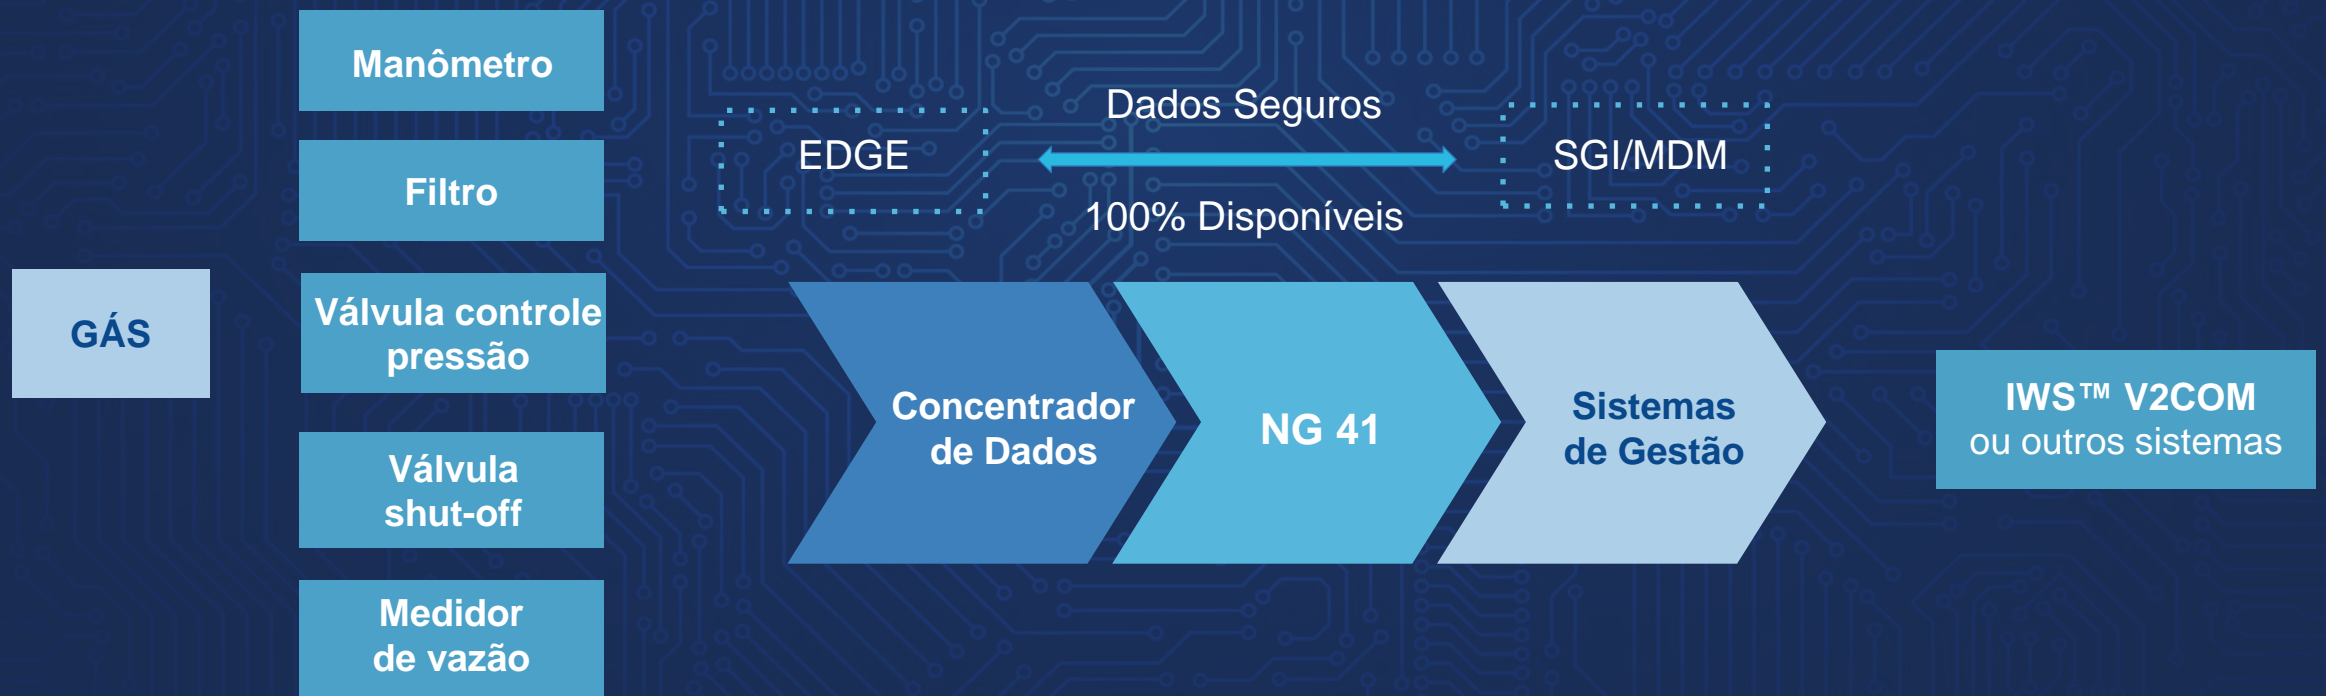 GÁS
Manômetro
Filtro
Válvula controle
pressão
Válvula
shut-off
Medidor
de vazão
EDGE
Dados Seguros
100% Disponíveis
SGI/MDM
Concentrador
de Dados
NG 41
Sistemas
de Gestão
IWS™ V2COM
ou outros sistemas